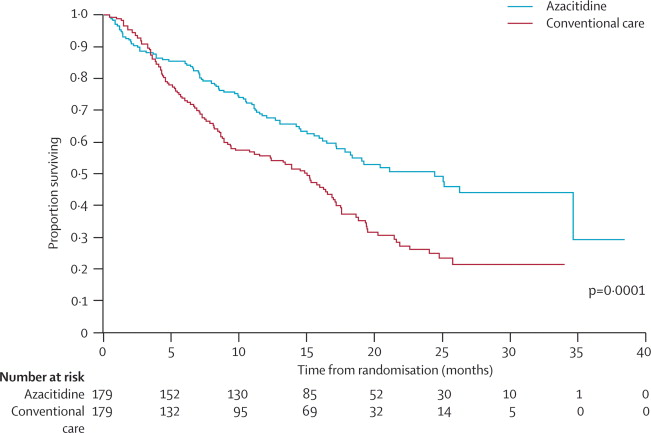 Azacitidine
Conventional care
1·0
0·9
0·8
0·7
0·6
0·5
0·4
0·3
0·2
0·1
0
Proportion surviving
p=0·0001
0 5 10 15 20 25 30 35 40
Time from randomisation (months)
Number at risk
Azacitidine 179 152 130 85 52 30 10 1 0
Conventional 179 132 95 69 32 14 5 0 0
care